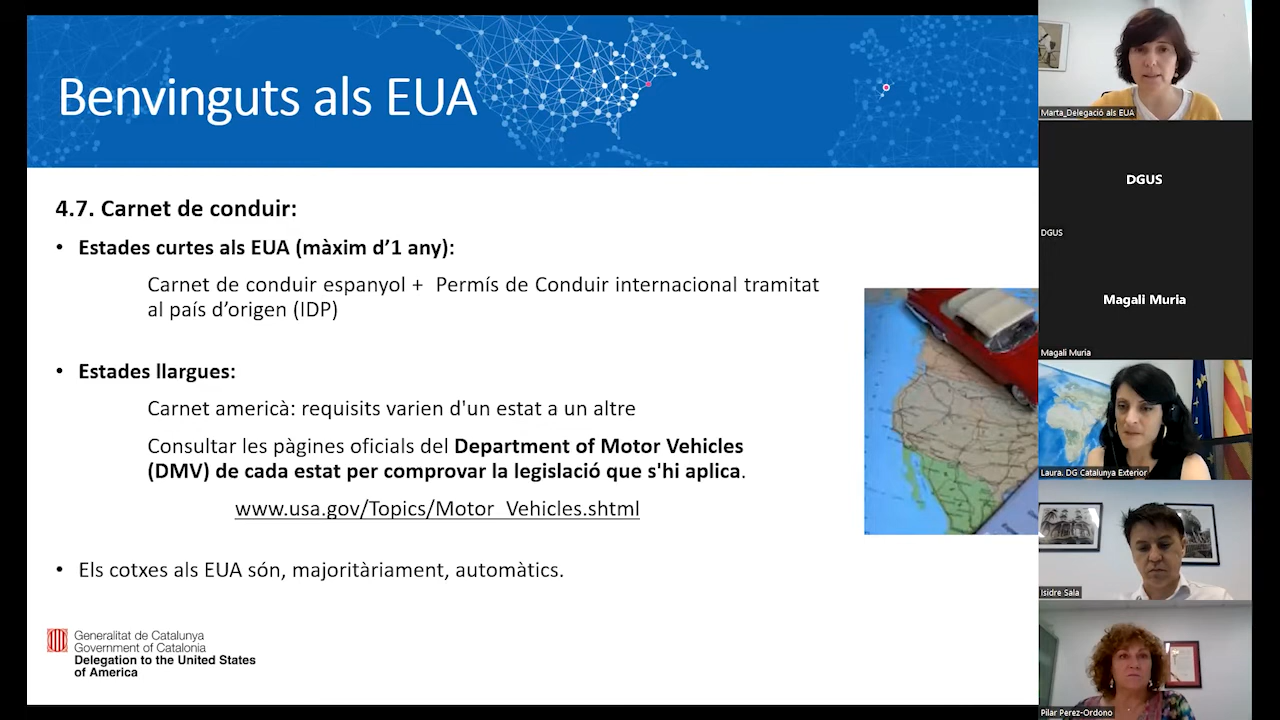 Benvinguts als EUA
4.7. Carnet de conduir:
• Estades curtes als EUA (màxim d’1 any):
Carnet de conduir espanyol + Permís de Conduir internacional tramitat
al país d’origen (IDP)
• Estades llargues:
Carnet americà: requisits varien d'un estat a un altre
Consultar les pàgines oficials del Department of Motor Vehicles
(DMV) de cada estat per comprovar la legislació que s'hi aplica.
www.usa.gov/Topics/Motor_Vehicles.shtml
• Els cotxes als EUA són, majoritàriament, automàtics.
Generalitat de Catalunya
Government of Catalonia
Delegation to the United States
of America
Marta_Delegació als EUA
DGUS
DGUS
Magali Muria
Magali Muria
Laura. DG Catalunya Exterior
Isidre Sala
Pilar Perez-Ordono